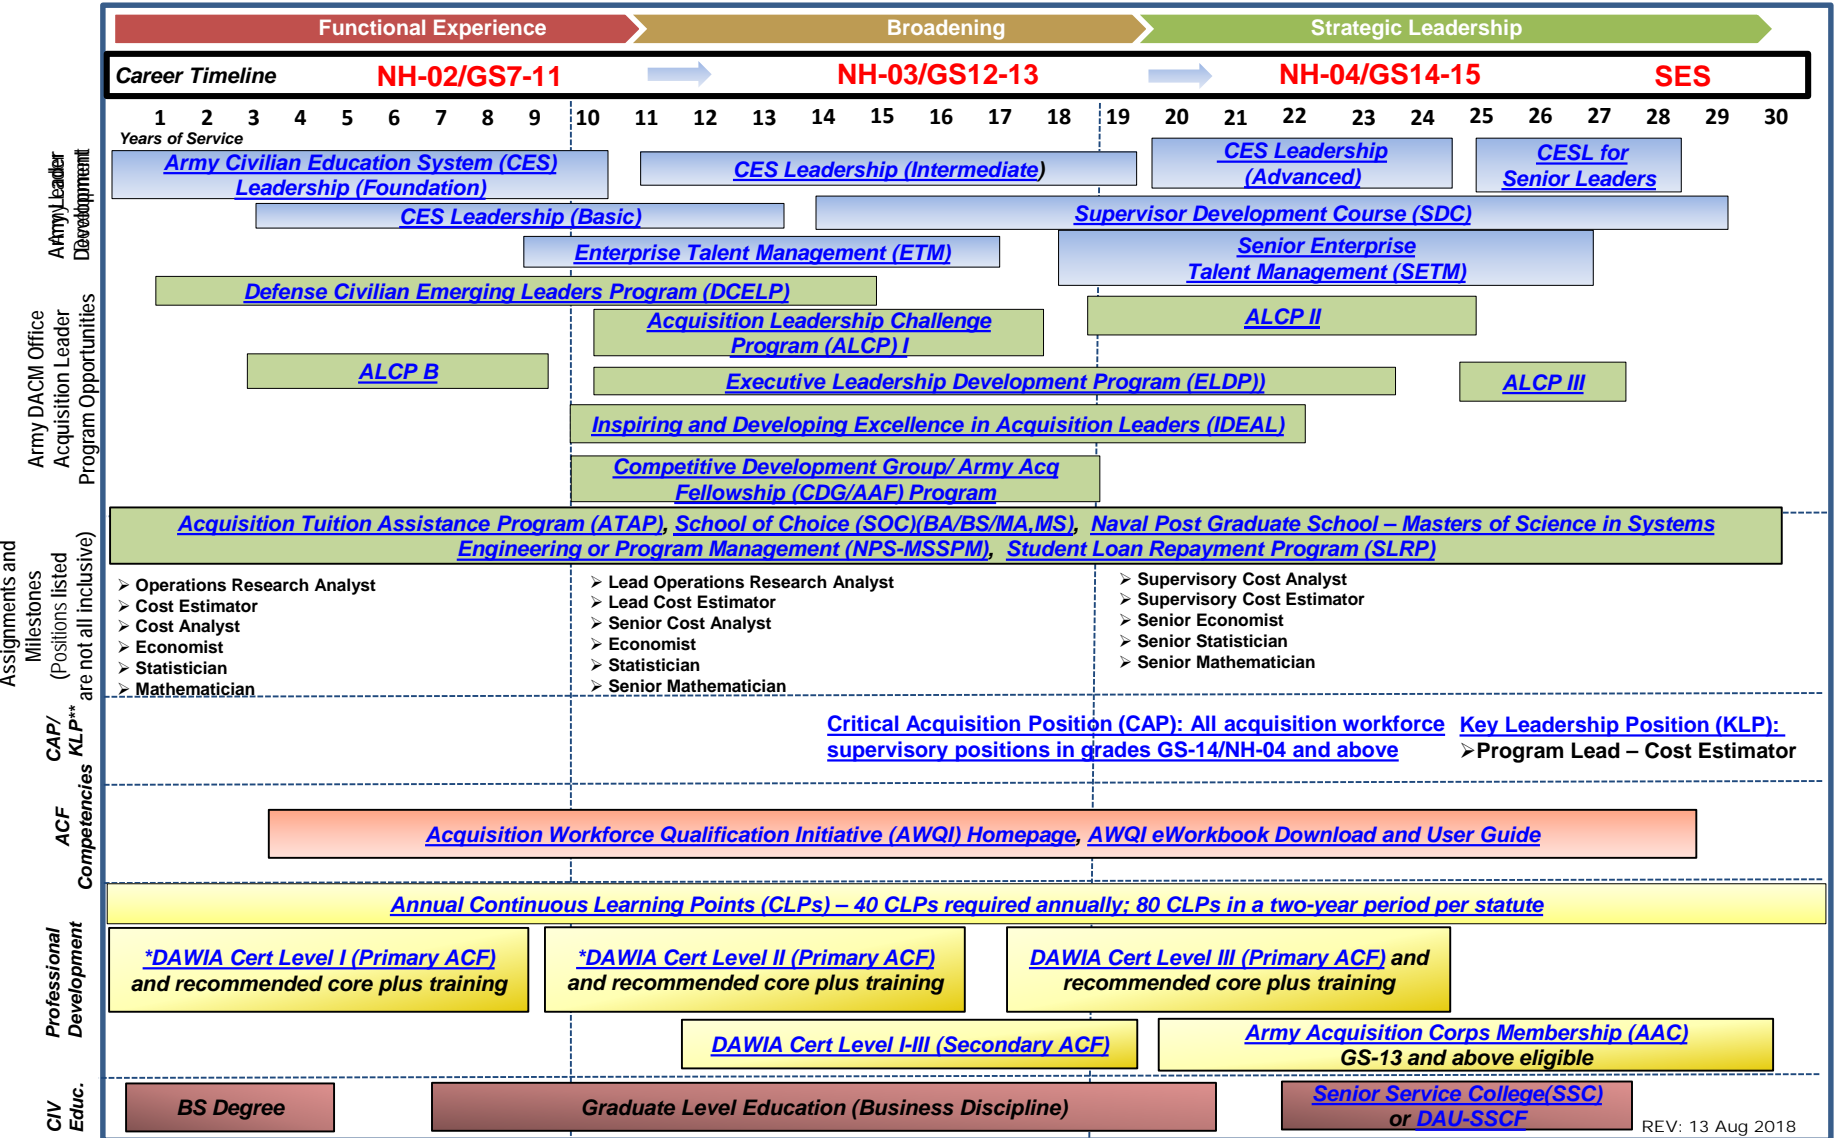 Functional Experience
Broadening
Strategic Leadership
Career Timeline
NH-02/GS7-11
NH-03/GS12-13
NH-04/GS14-15
SES
1 2 3 4 5 6 7 8 9 10 11 12 13 14 15 16 17 18 19 20 21 22 23 24 25 26 27 28 29 30
Years of Service
Army Leader
Development
Army Civilian Education System (CES)
Leadership (Foundation)
CES Leadership (Intermediate)
CES Leadership
(Advanced)
CESL for
Senior Leaders
CES Leadership (Basic)
Supervisor Development Course (SDC)
Enterprise Talent Management (ETM)
Senior Enterprise
Talent Management (SETM)
Army DACM Office
Acquisition Leader
Program Opportunities
Defense Civilian Emerging Leaders Program (DCELP)
Acquisition Leadership Challenge
Program (ALCP) I
ALCP II
ALCP B
Executive Leadership Development Program (ELDP))
ALCP III
Inspiring and Developing Excellence in Acquisition Leaders (IDEAL)
Competitive Development Group/ Army Acq
Fellowship (CDG/AAF) Program
Acquisition Tuition Assistance Program (ATAP), School of Choice (SOC)(BA/BS/MA,MS), Naval Post Graduate School – Masters of Science in Systems
Engineering or Program Management (NPS-MSSPM), Student Loan Repayment Program (SLRP)
Assignments and
Milestones
(Positions listed
are not all inclusive)
➢ Operations Research Analyst
➢ Cost Estimator
➢ Cost Analyst
➢ Economist
➢ Statistician
➢ Mathematician
➢ Lead Operations Research Analyst
➢ Lead Cost Estimator
➢ Senior Cost Analyst
➢ Economist
➢ Statistician
➢ Senior Mathematician
➢ Supervisory Cost Analyst
➢ Supervisory Cost Estimator
➢ Senior Economist
➢ Senior Statistician
➢ Senior Mathematician
CAP/
KLP**
Critical Acquisition Position (CAP): All acquisition workforce
supervisory positions in grades GS-14/NH-04 and above
Key Leadership Position (KLP):
➢Program Lead – Cost Estimator
ACF
Competencies
Acquisition Workforce Qualification Initiative (AWQI) Homepage, AWQI eWorkbook Download and User Guide
Professional
Development
Annual Continuous Learning Points (CLPs) – 40 CLPs required annually; 80 CLPs in a two-year period per statute
*DAWIA Cert Level I (Primary ACF)
and recommended core plus training
*DAWIA Cert Level II (Primary ACF)
and recommended core plus training
DAWIA Cert Level III (Primary ACF) and
recommended core plus training
DAWIA Cert Level I-III (Secondary ACF)
Army Acquisition Corps Membership (AAC)
GS-13 and above eligible
CIV
Educ.
BS Degree
Graduate Level Education (Business Discipline)
Senior Service College(SSC)
or DAU-SSCF
REV: 13 Aug 2018